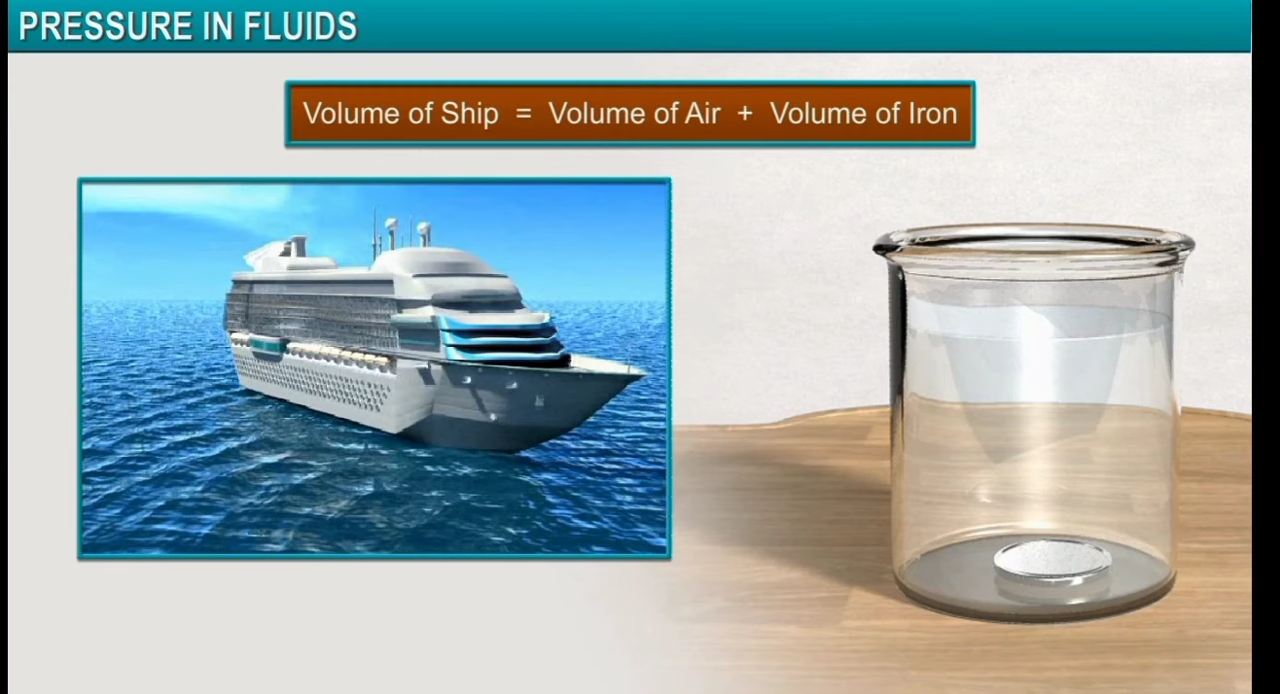 PRESSURE IN FLUIDS
Volume of Ship = Volume of Air + Volume of Iron